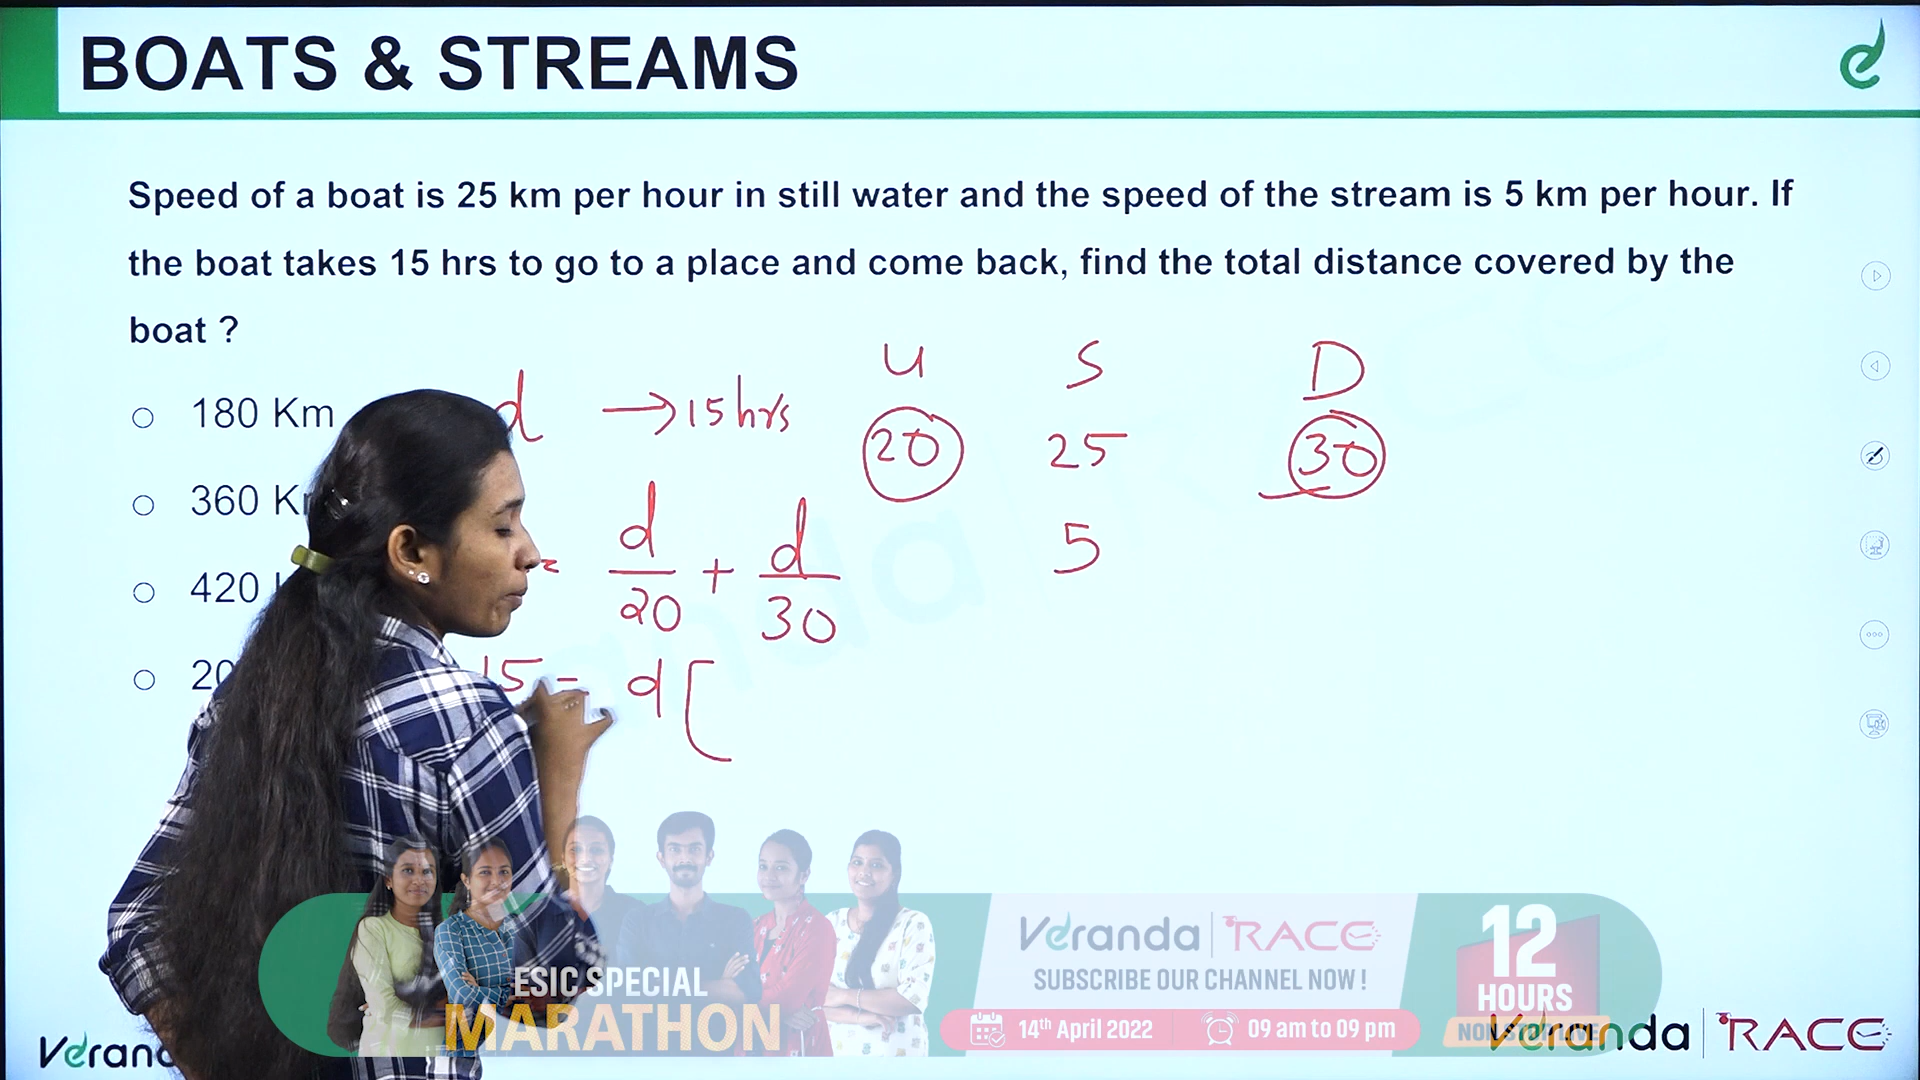 BOATS & STREAMS
Speed of a boat is 25 km per hour in still water and the speed of the stream is 5 km per hour. If
the boat takes 15 hrs to go to a place and come back, find the total distance covered by the
boat ?
180 Km
360
420
d → 15 hrs
U S D
20 25 30
5
= d/20 + d/30
15 = d [
ESIC SPECIAL
MARATHON
Veranda RACE
SUBSCRIBE OUR CHANNEL NOW !
14th April 2022
09 am to 09 pm
12
HOURS
Veranda RACE